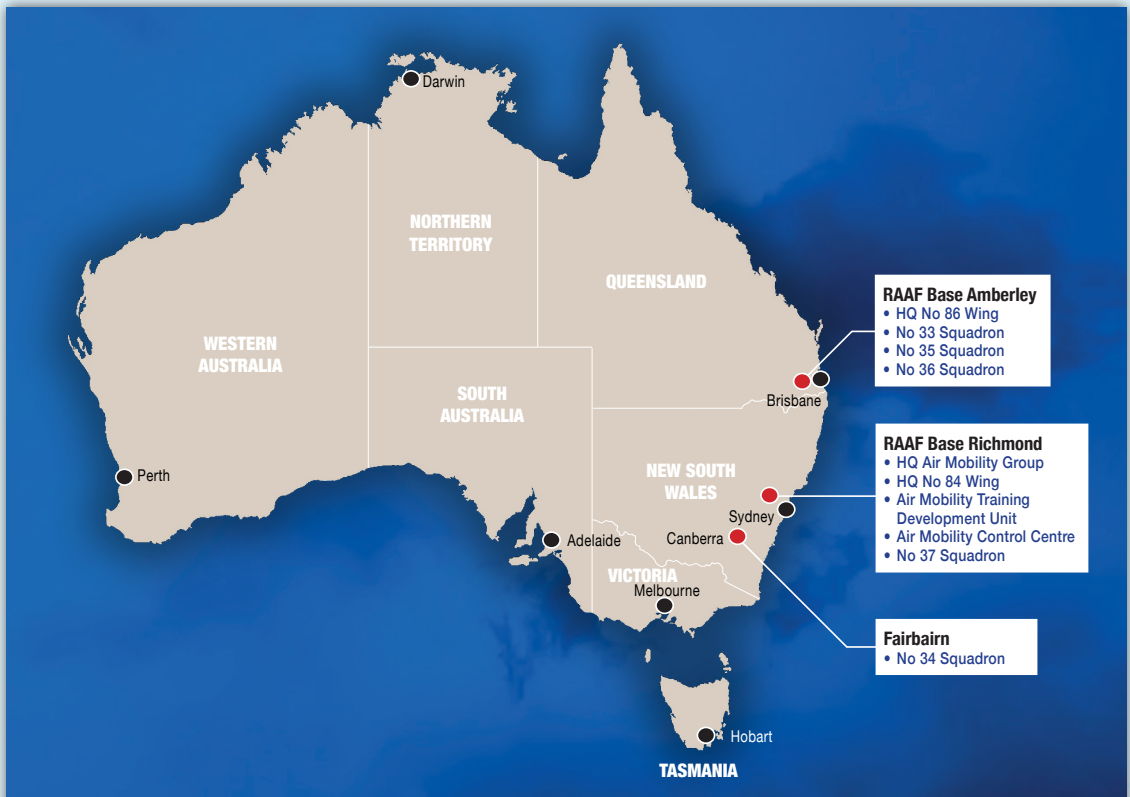 Darwin
NORTHERN
TERRITORY
QUEENSLAND
WESTERN
AUSTRALIA
SOUTH
AUSTRALIA
Brisbane
Perth
NEW SOUTH
WALES
Sydney
Adelaide
Canberra
VICTORIA
Melbourne
Hobart
TASMANIA
RAAF Base Amberley
• HQ No 86 Wing
• No 33 Squadron
• No 35 Squadron
• No 36 Squadron
RAAF Base Richmond
• HQ Air Mobility Group
• HQ No 84 Wing
• Air Mobility Training
Development Unit
• Air Mobility Control Centre
• No 37 Squadron
Fairbairn
• No 34 Squadron